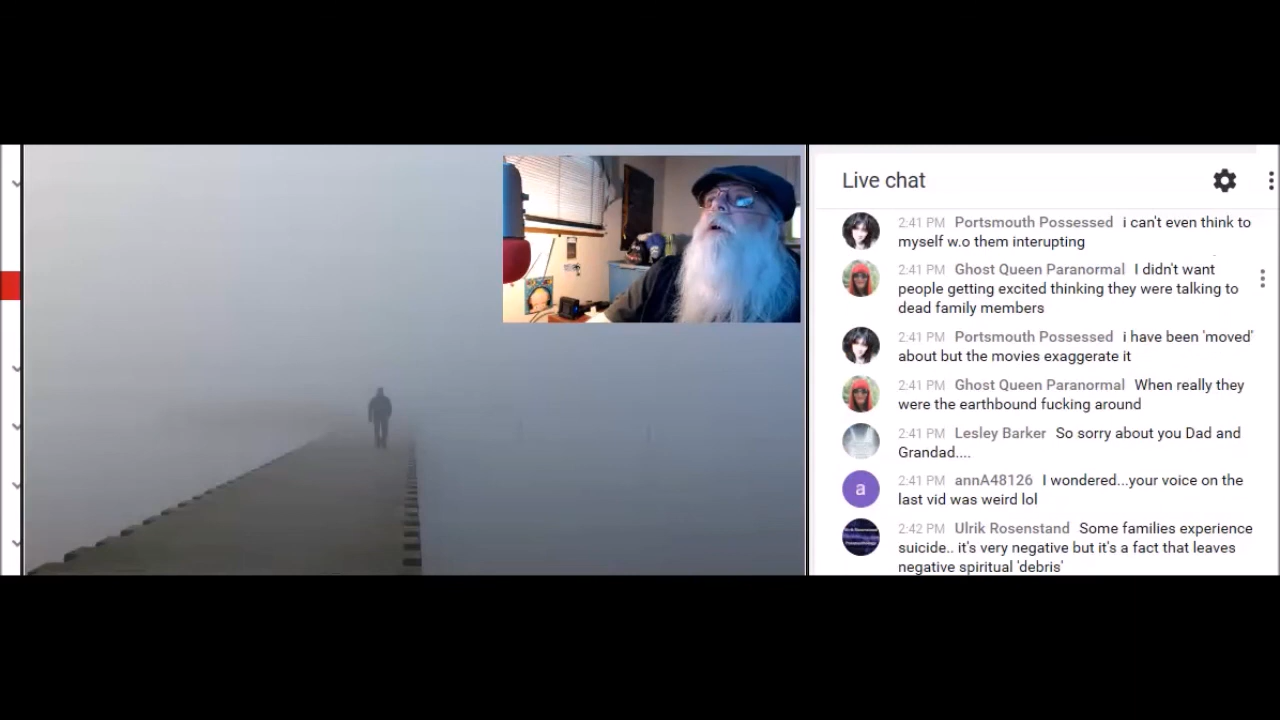 Live chat
2:41 PM Portsmouth Possessed i can't even think to
myself w.o them interupting
2:41 PM Ghost Queen Paranormal I didn't want
people getting excited thinking they were talking to
dead family members
2:41 PM Portsmouth Possessed i have been 'moved'
about but the movies exaggerate it
2:41 PM Ghost Queen Paranormal When really they
were the earthbound fucking around
2:41 PM Lesley Barker So sorry about you Dad and
Grandad....
a
2:41 PM annA48126 I wondered...your voice on the
last vid was weird lol
2:42 PM Ulrik Rosenstand Some families experience
suicide.. it's very negative but it's a fact that leaves
negative spiritual 'debris'